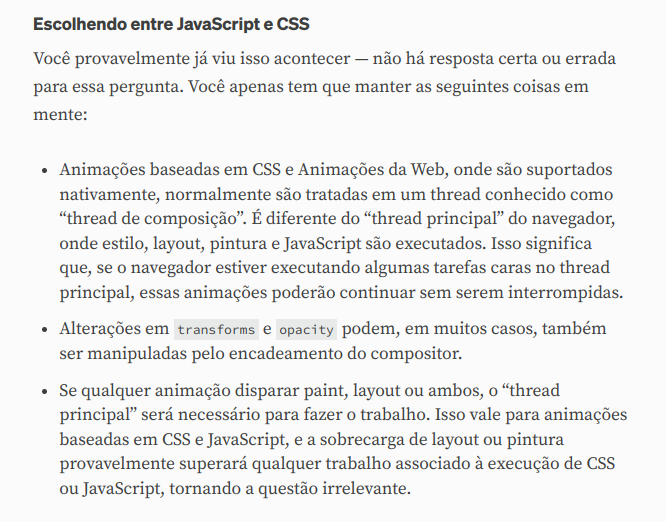 Escolhendo entre JavaScript e CSS
Você provavelmente já viu isso acontecer — não há resposta certa ou errada
para essa pergunta. Você apenas tem que manter as seguintes coisas em
mente:
• Animações baseadas em CSS e Animações da Web, onde são suportados
nativamente, normalmente são tratadas em um thread conhecido como
“thread de composição”. É diferente do “thread principal” do navegador,
onde estilo, layout, pintura e JavaScript são executados. Isso significa
que, se o navegador estiver executando algumas tarefas caras no thread
principal, essas animações poderão continuar sem serem interrompidas.
• Alterações em transforms e opacity podem, em muitos casos, também
ser manipuladas pelo encadeamento do compositor.
• Se qualquer animação disparar paint, layout ou ambos, o “thread
principal” será necessário para fazer o trabalho. Isso vale para animações
baseadas em CSS e JavaScript, e a sobrecarga de layout ou pintura
provavelmente superará qualquer trabalho associado à execução de CSS
ou JavaScript, tornando a questão irrelevante.